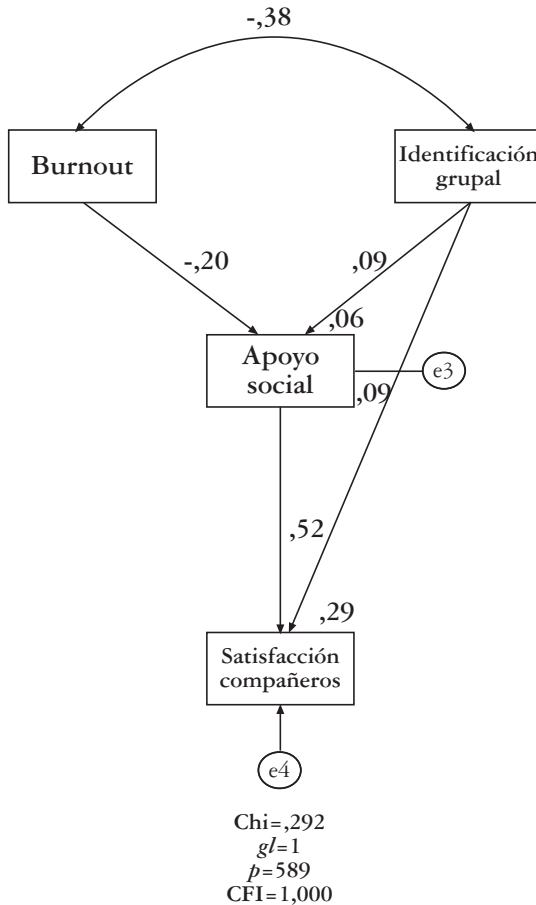 -,38
Burnout
Identificación
grupal
-,20
,09
,06
Apoyo
social
e3
,09
,52
,29
Satisfacción
compañeros
e4
Chi=,292
gl=1
p=589
CFI=1,000